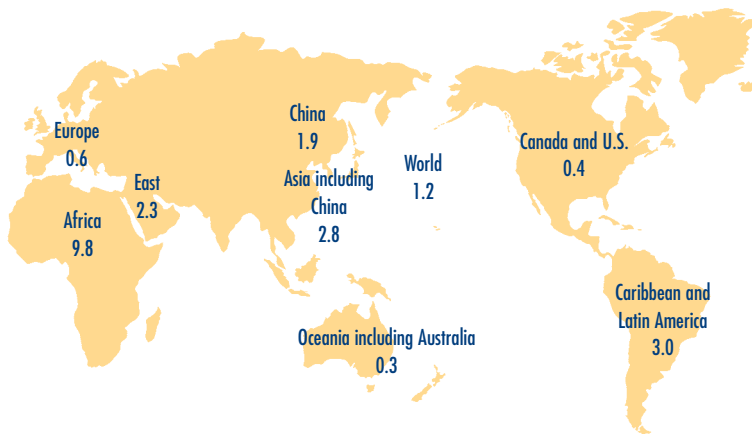 Europe
0.6
East
2.3
Africa
9.8
China
1.9
Asia including
China
2.8
World
1.2
Canada and U.S.
0.4
Oceania including Australia
0.3
Caribbean and
Latin America
3.0